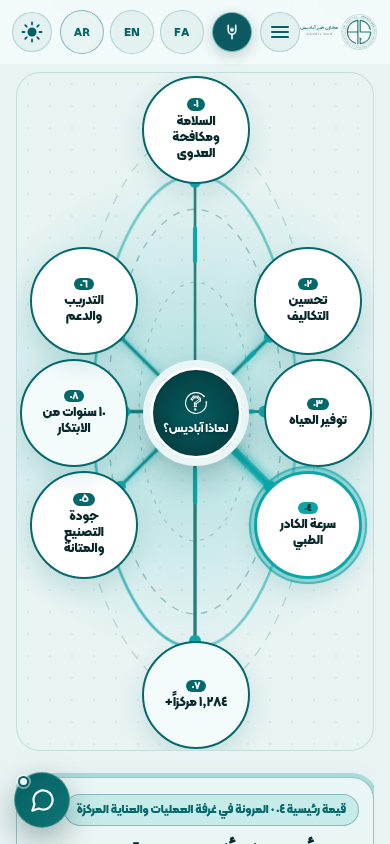 AR
EN
FA
٠١
السلامة
ومكافحة
العدوى
٠٦
التدريب
والدعم
٠٢
تحسين
التكاليف
٠٨
١٠ سنوات من
الابتكار
لماذا آبادیس؟
٠٣
توفير المياه
٠٥
جودة
التصنيع
والمتانة
٠٤
سرعة الكادر
الطبي
٠٧
١,٢٨٤ مركزاً+
قيمة رئيسية ٠٠٤ المرونة في غرفة العمليات والعناية المركزة